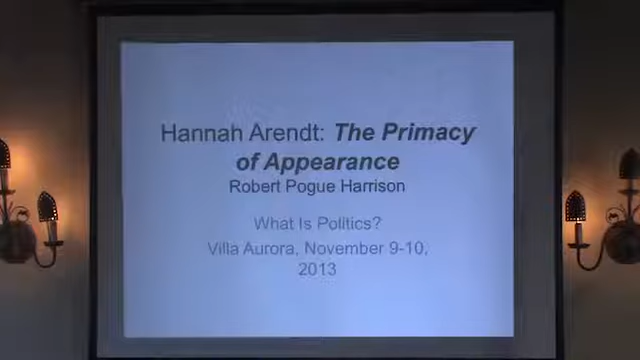 Hannah Arendt: The Primacy
of Appearance
Robert Pogue Harrison
What Is Politics?
Villa Aurora, November 9-10,
2013